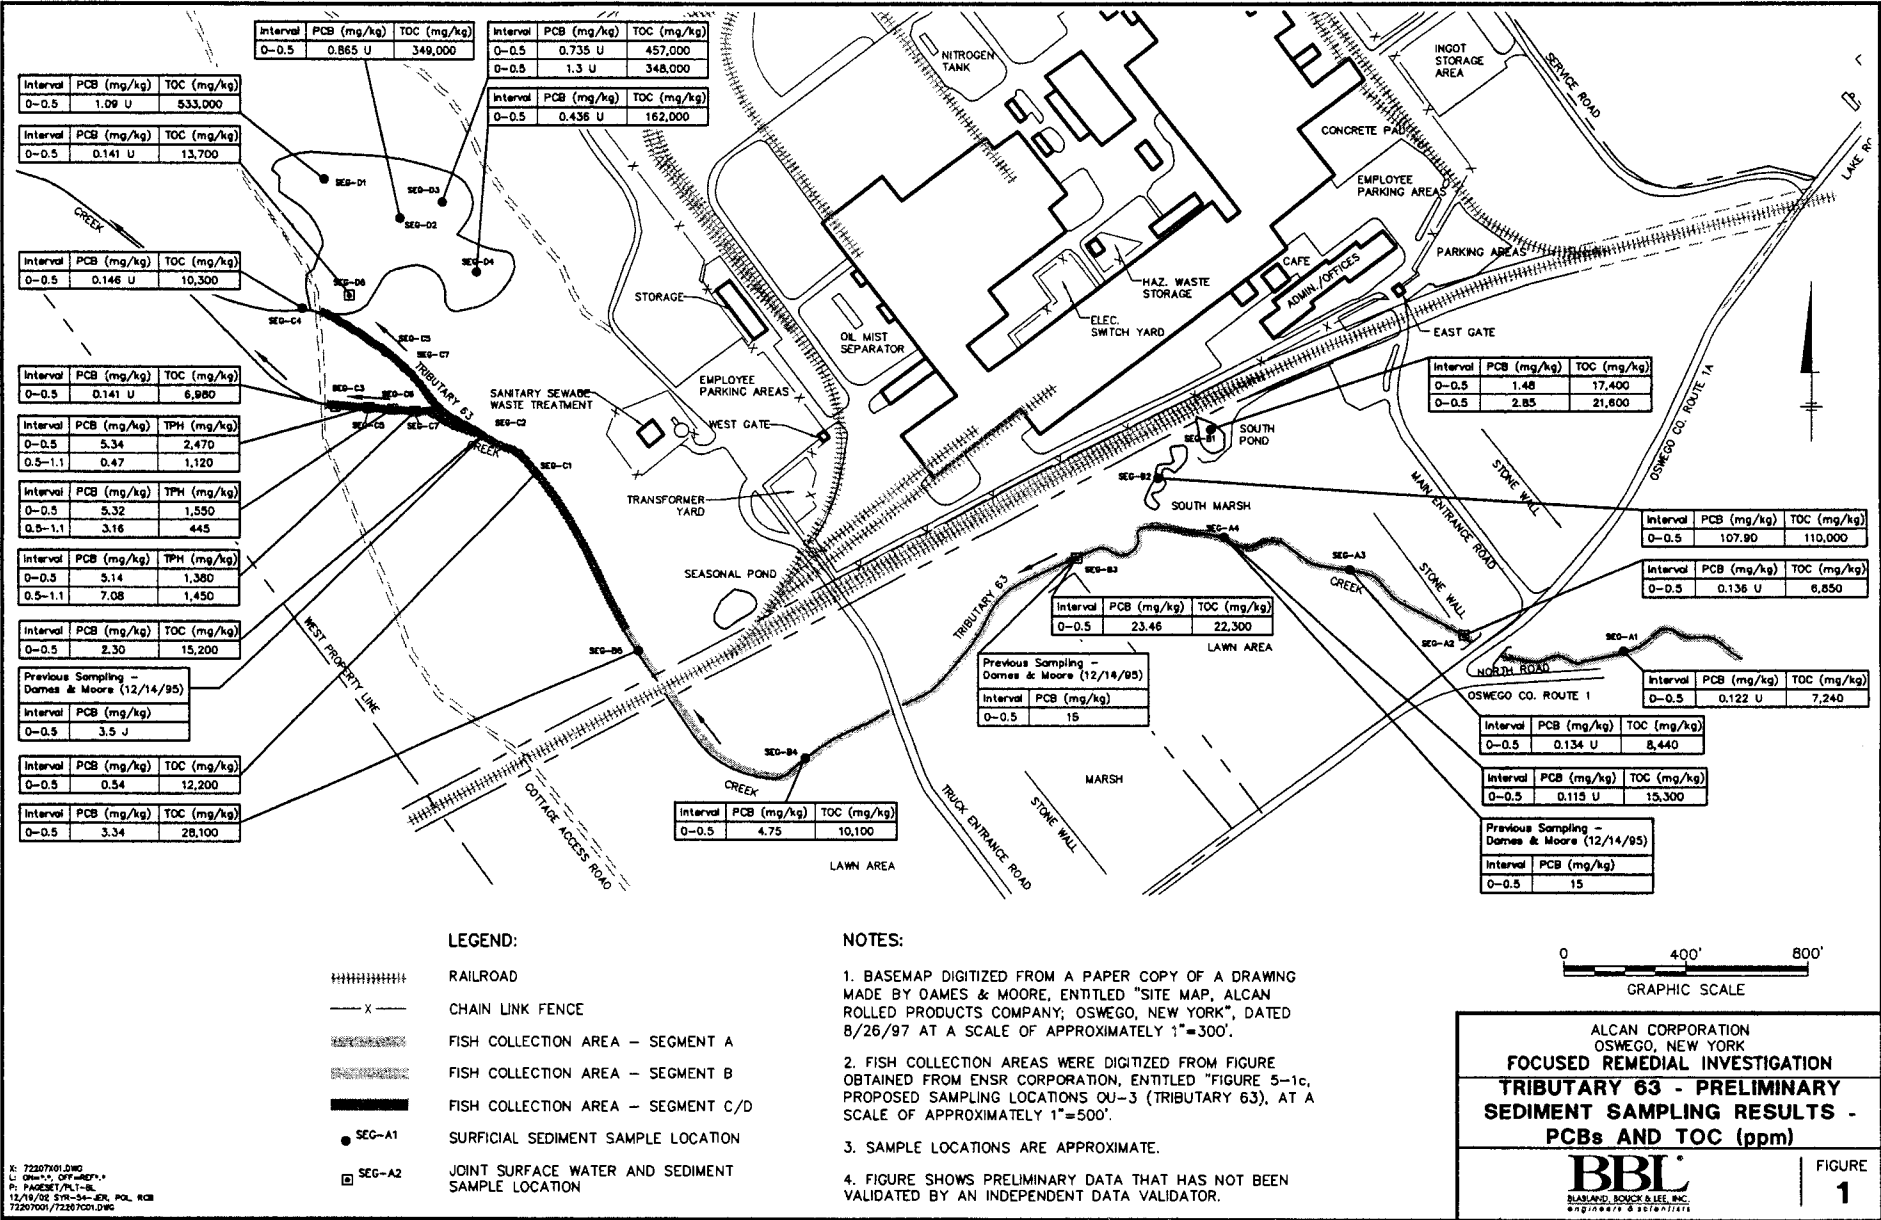 Interval PCB (mg/kg) TOC (mg/kg)
0-0.5 0.865 U 349,000
Interval PCB (mg/kg) TOC (mg/kg)
0-0.5 0.735 U 457,000
0-0.5 1.3 U 348,000
Interval PCB (mg/kg) TOC (mg/kg)
0-0.5 0.436 U 162,000
Interval PCB (mg/kg) TOC (mg/kg)
0-0.5 1.09 U 533,000
Interval PCB (mg/kg) TOC (mg/kg)
0-0.5 0.141 U 13,700
Interval PCB (mg/kg) TOC (mg/kg)
0-0.5 0.146 U 10,300
Interval PCB (mg/kg) TOC (mg/kg)
0-0.5 0.141 U 6,980
Interval PCB (mg/kg) TPH (mg/kg)
0-0.5 5.34 2,470
0.5-1.1 0.47 1,120
Interval PCB (mg/kg) TPH (mg/kg)
0-0.5 5.32 1,550
0.5-1.1 3.16 445
Interval PCB (mg/kg) TPH (mg/kg)
0-0.5 5.14 1,380
0.5-1.1 7.08 1,450
Interval PCB (mg/kg) TOC (mg/kg)
0-0.5 2.30 15,200
Previous Sampling -
Dames & Moore (12/14/95)
Interval PCB (mg/kg)
0-0.5 3.5 J
Interval PCB (mg/kg) TOC (mg/kg)
0-0.5 0.54 12,200
Interval PCB (mg/kg) TOC (mg/kg)
0-0.5 3.34 28,100
CREEK
SEG-D1
SEG-D3
SEG-D2
SEG-D4
SEG-D6
SEG-C4
SEG-C5
SEG-C7
TRIBUTARY 63
SEG-C3
SEG-C6
SEG-C5
SEG-C7
SEG-C2
CREEK
SEG-C1
WEST PROPERTY LINE
COTTAGE ACCESS ROAD
NITROGEN
TANK
INGOT
STORAGE
AREA
SERVICE ROAD
LAKE RO
CONCRETE PAD
EMPLOYEE
PARKING AREAS
PARKING AREAS
CAFE
ADMIN./OFFICES
HAZ. WASTE
STORAGE
ELEC.
SWITCH YARD
EAST GATE
STORAGE
OIL MIST
SEPARATOR
EMPLOYEE
PARKING AREAS
SANITARY SEWAGE
WASTE TREATMENT
WEST GATE
TRANSFORMER
YARD
SEASONAL POND
Interval PCB (mg/kg) TOC (mg/kg)
0-0.5 1.48 17,400
0-0.5 2.85 21,600
SEG-B1
SOUTH
POND
SEG-B2
SOUTH MARSH
OSWEGO CO. ROUTE 1A
STONE WALL
MAIN ENTRANCE ROAD
STONE WALL
Interval PCB (mg/kg) TOC (mg/kg)
0-0.5 107.90 110,000
Interval PCB (mg/kg) TOC (mg/kg)
0-0.5 0.136 U 6,850
SEG-A4
SEG-A3
CREEK
SEG-A2
SEG-A1
NORTH ROAD
OSWEGO CO. ROUTE 1
Interval PCB (mg/kg) TOC (mg/kg)
0-0.5 0.122 U 7,240
SEG-B3
TRIBUTARY 63
Interval PCB (mg/kg) TOC (mg/kg)
0-0.5 23.46 22,300
LAWN AREA
Previous Sampling -
Dames & Moore (12/14/95)
Interval PCB (mg/kg)
0-0.5 15
Interval PCB (mg/kg) TOC (mg/kg)
0-0.5 0.134 U 8,440
Interval PCB (mg/kg) TOC (mg/kg)
0-0.5 0.115 U 15,300
Previous Sampling -
Dames & Moore (12/14/95)
Interval PCB (mg/kg)
0-0.5 15
SEG-B4
CREEK
Interval PCB (mg/kg) TOC (mg/kg)
0-0.5 4.75 10,100
LAWN AREA
TRUCK ENTRANCE ROAD
STONE WALL
MARSH
LEGEND:
RAILROAD
X CHAIN LINK FENCE
FISH COLLECTION AREA - SEGMENT A
FISH COLLECTION AREA - SEGMENT B
FISH COLLECTION AREA - SEGMENT C/D
SEG-A1 SURFICIAL SEDIMENT SAMPLE LOCATION
SEG-A2 JOINT SURFACE WATER AND SEDIMENT
SAMPLE LOCATION
NOTES:
1. BASEMAP DIGITIZED FROM A PAPER COPY OF A DRAWING
MADE BY DAMES & MOORE, ENTITLED "SITE MAP, ALCAN
ROLLED PRODUCTS COMPANY; OSWEGO, NEW YORK", DATED
8/26/97 AT A SCALE OF APPROXIMATELY 1"=300'.
2. FISH COLLECTION AREAS WERE DIGITIZED FROM FIGURE
OBTAINED FROM ENSR CORPORATION, ENTITLED "FIGURE 5-1c,
PROPOSED SAMPLING LOCATIONS OU-3 (TRIBUTARY 63), AT A
SCALE OF APPROXIMATELY 1"=500'.
3. SAMPLE LOCATIONS ARE APPROXIMATE.
4. FIGURE SHOWS PRELIMINARY DATA THAT HAS NOT BEEN
VALIDATED BY AN INDEPENDENT DATA VALIDATOR.
0 400' 800'
GRAPHIC SCALE
ALCAN CORPORATION
OSWEGO, NEW YORK
FOCUSED REMEDIAL INVESTIGATION
TRIBUTARY 63 - PRELIMINARY
SEDIMENT SAMPLING RESULTS -
PCBs AND TOC (ppm)
BBL
BLASLAND, BOUCK & LEE, INC.
engineers & scientists
FIGURE
1
X: 72207X01.DWG
P: PAGESET/PLT-BL
12/19/02 SYR-54-JER, POL, RCB
72207001/72207C01.DWG